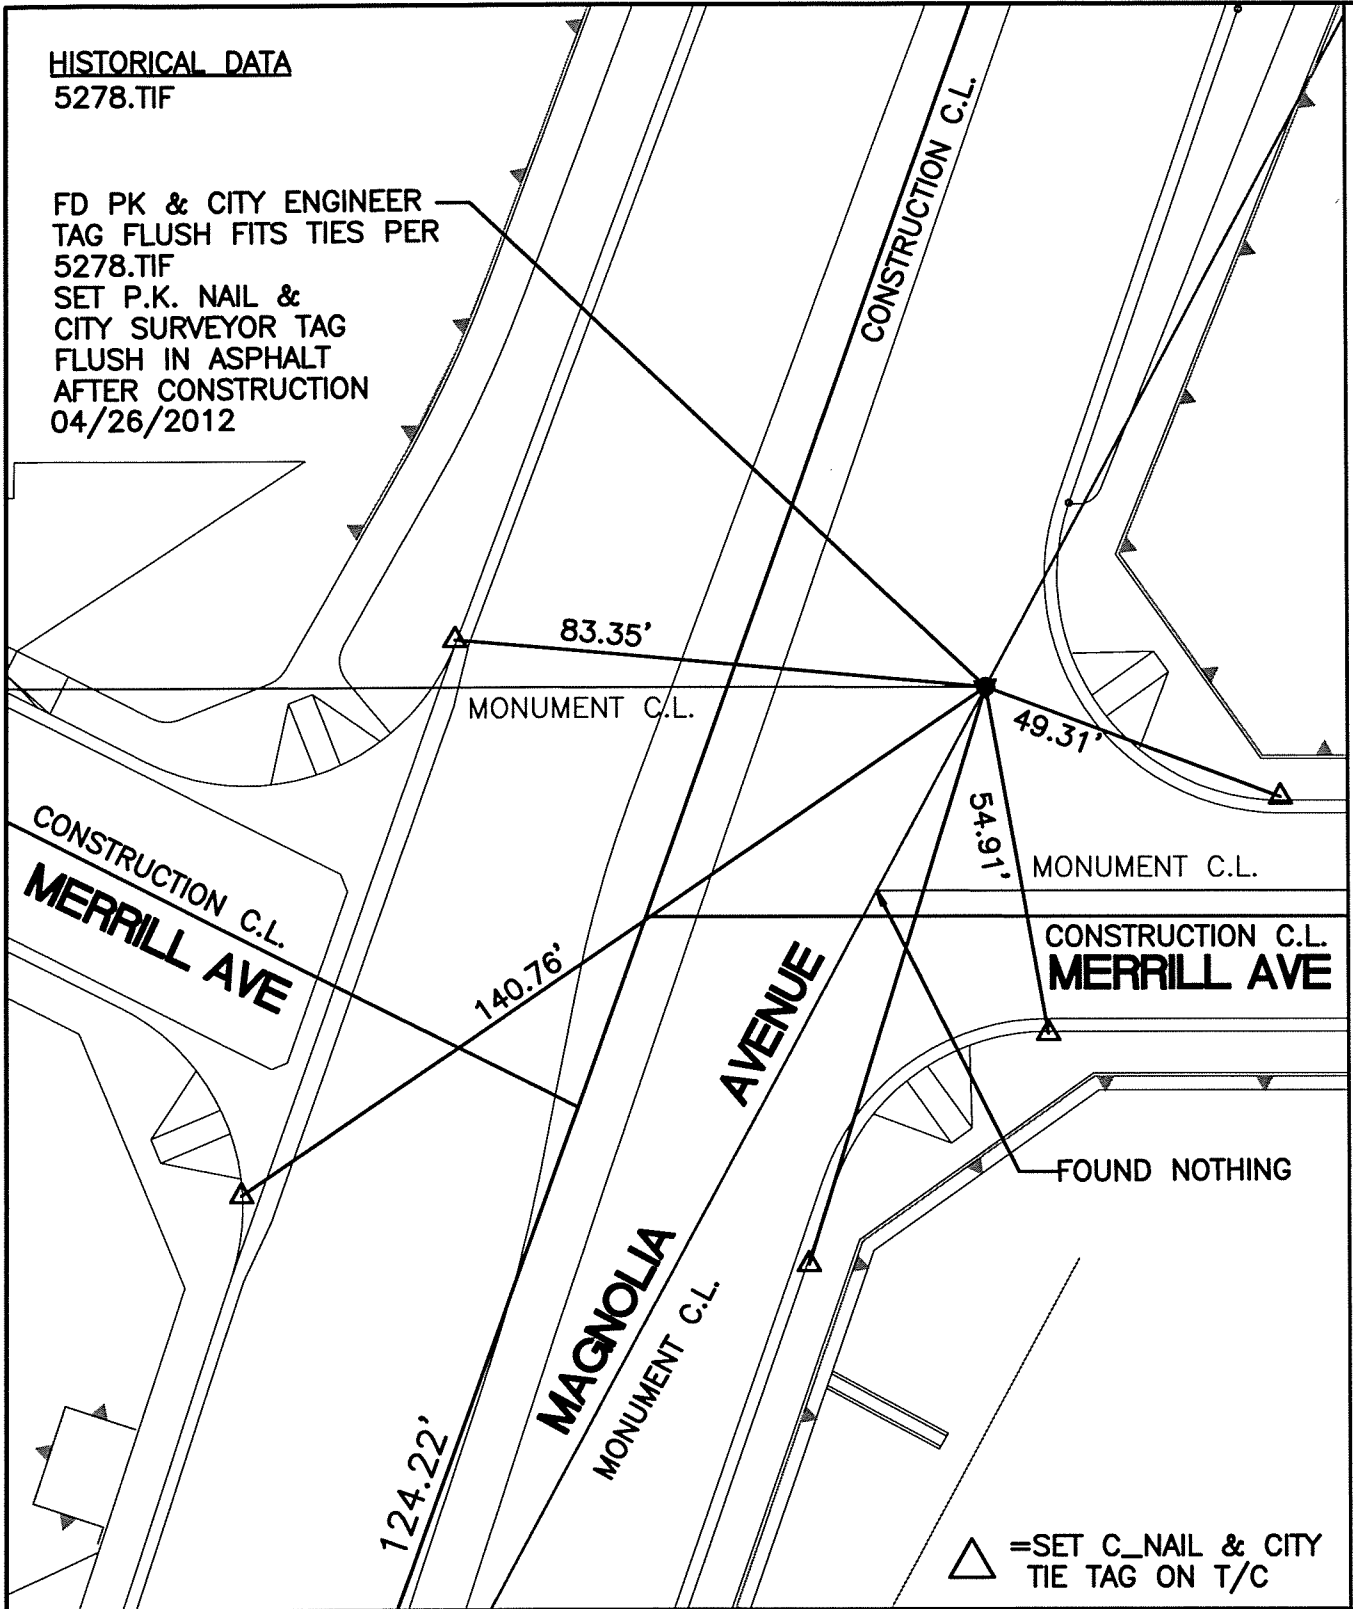 HISTORICAL DATA
5278.TIF
FD PK & CITY ENGINEER
TAG FLUSH FITS TIES PER
5278.TIF
SET P.K. NAIL &
CITY SURVEYOR TAG
FLUSH IN ASPHALT
AFTER CONSTRUCTION
04/26/2012
CONSTRUCTION C.L.
83.35'
MONUMENT C.L.
49.31'
54.91'
MONUMENT C.L.
CONSTRUCTION C.L.
MERRILL AVE
CONSTRUCTION C.L.
MERRILL AVE
140.76'
MAGNOLIA AVENUE
MONUMENT C.L.
FOUND NOTHING
124.22'
=SET C_NAIL & CITY
TIE TAG ON T/C